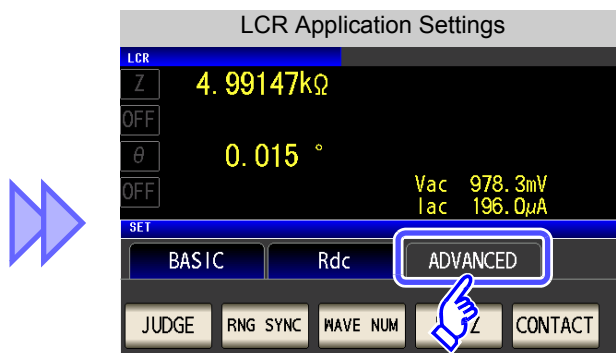 LCR Application Settings
LCR
Z 4.99147kΩ
OFF
θ 0.015 °
OFF
Vac 978.3mV
Iac 196.0μA
SET
BASIC Rdc ADVANCED
JUDGE RNG SYNC WAVE NUM Z CONTACT